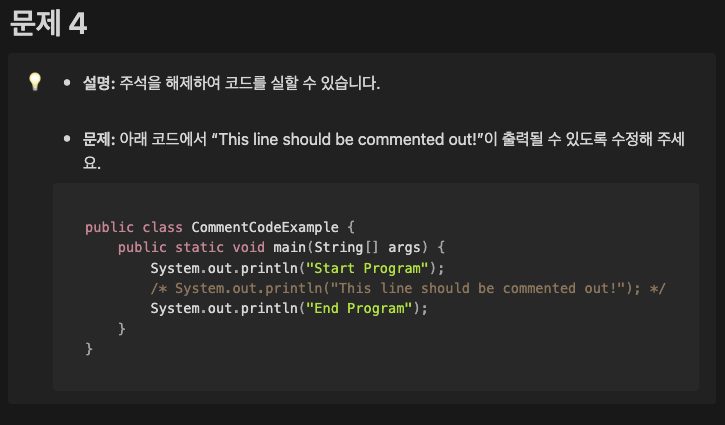 문제 4
설명: 주석을 해제하여 코드를 실할 수 있습니다.
문제: 아래 코드에서 “This line should be commented out!”이 출력될 수 있도록 수정해 주세
요.
public class CommentCodeExample {
    public static void main(String[] args) {
        System.out.println("Start Program");
        /* System.out.println("This line should be commented out!"); */
        System.out.println("End Program");
    }
}